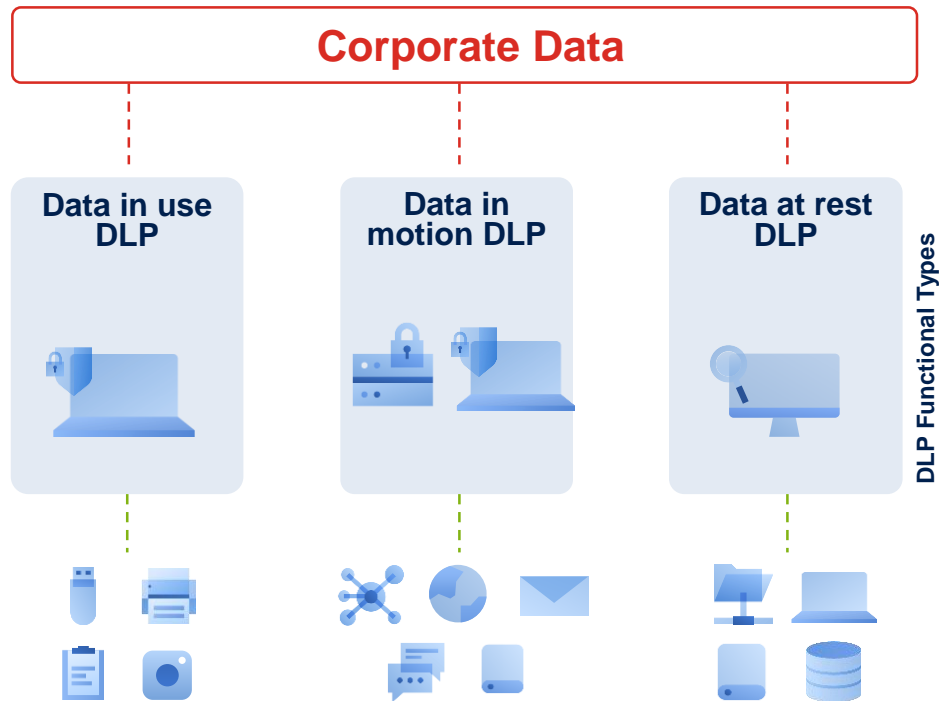 Corporate Data
Data in use
DLP
Data in
motion DLP
Data at rest
DLP
DLP Functional Types